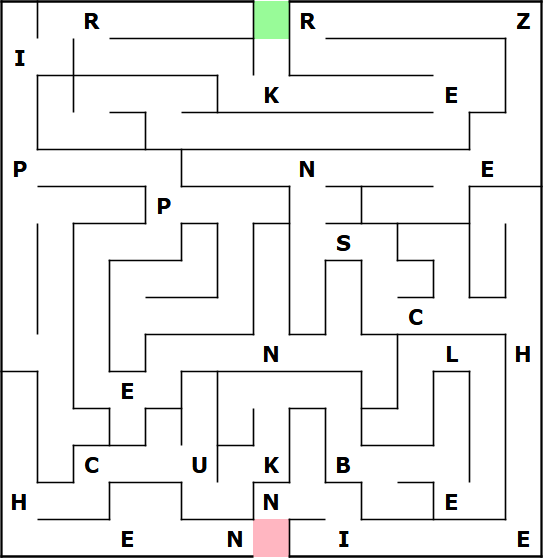 R R Z
I
K E
P N E
P
S
C
N L H
E
C U K B
H N E
E N I E